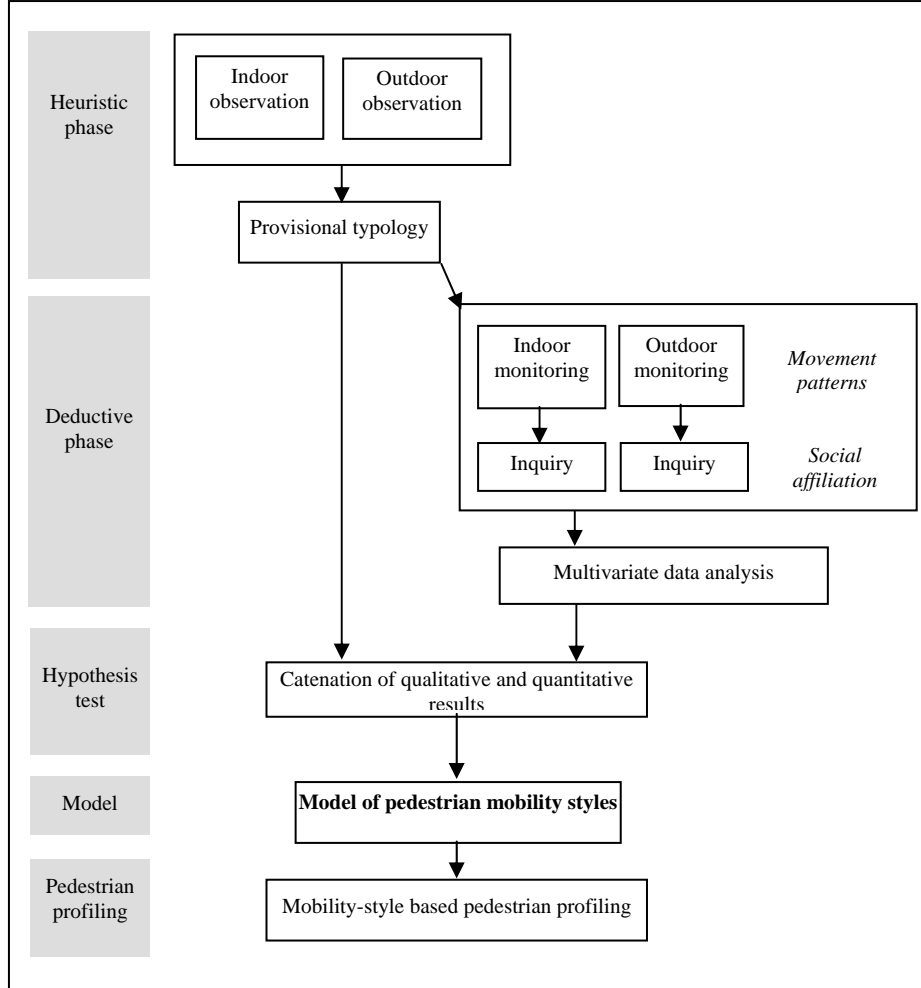 Heuristic
phase
Indoor
observation
Outdoor
observation
Provisional typology
Deductive
phase
Indoor
monitoring
Outdoor
monitoring
Movement
patterns
Inquiry
Inquiry
Social
affiliation
Multivariate data analysis
Hypothesis
test
Catenation of qualitative and quantitative
results
Model
Model of pedestrian mobility styles
Pedestrian
profiling
Mobility-style based pedestrian profiling